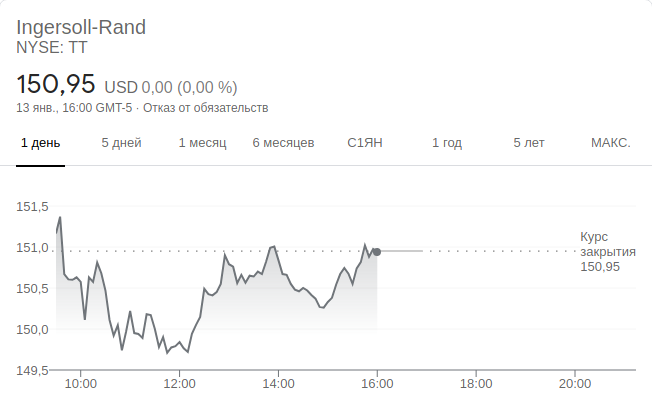 Ingersoll-Rand
NYSE: TT
150,95 USD 0,00 (0,00 %)
13 янв., 16:00 GMT-5 · Отказ от обязательств
1 день 5 дней 1 месяц 6 месяцев С1ЯН 1 год 5 лет МАКС.
151,5
151,0
150,5
150,0
149,5
Курс
закрытия
150,95
10:00 12:00 14:00 16:00 18:00 20:00